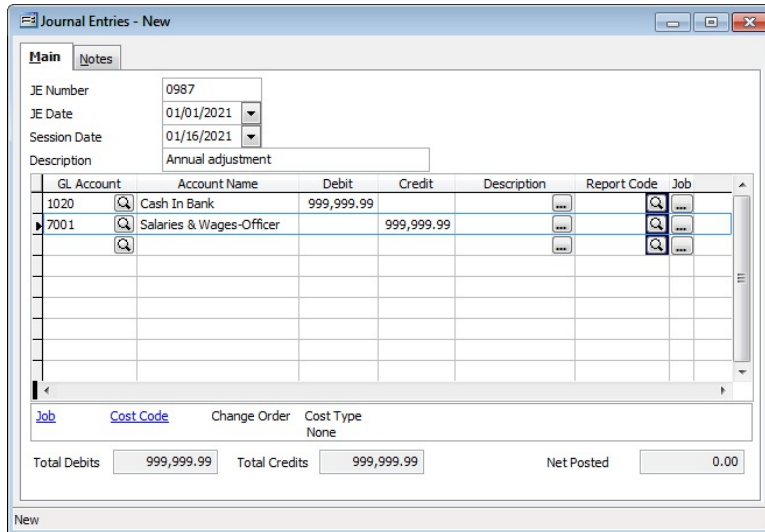 Journal Entries - New
Main Notes
JE Number 0987
JE Date 01/01/2021
Session Date 01/16/2021
Description Annual adjustment
GL Account Account Name Debit Credit Description Report Code Job
1020 Cash In Bank 999,999.99 ... ...
7001 Salaries & Wages-Officer 999,999.99 ... ...
... ...
Job Cost Code Change Order Cost Type
None
Total Debits 999,999.99 Total Credits 999,999.99 Net Posted 0.00
New